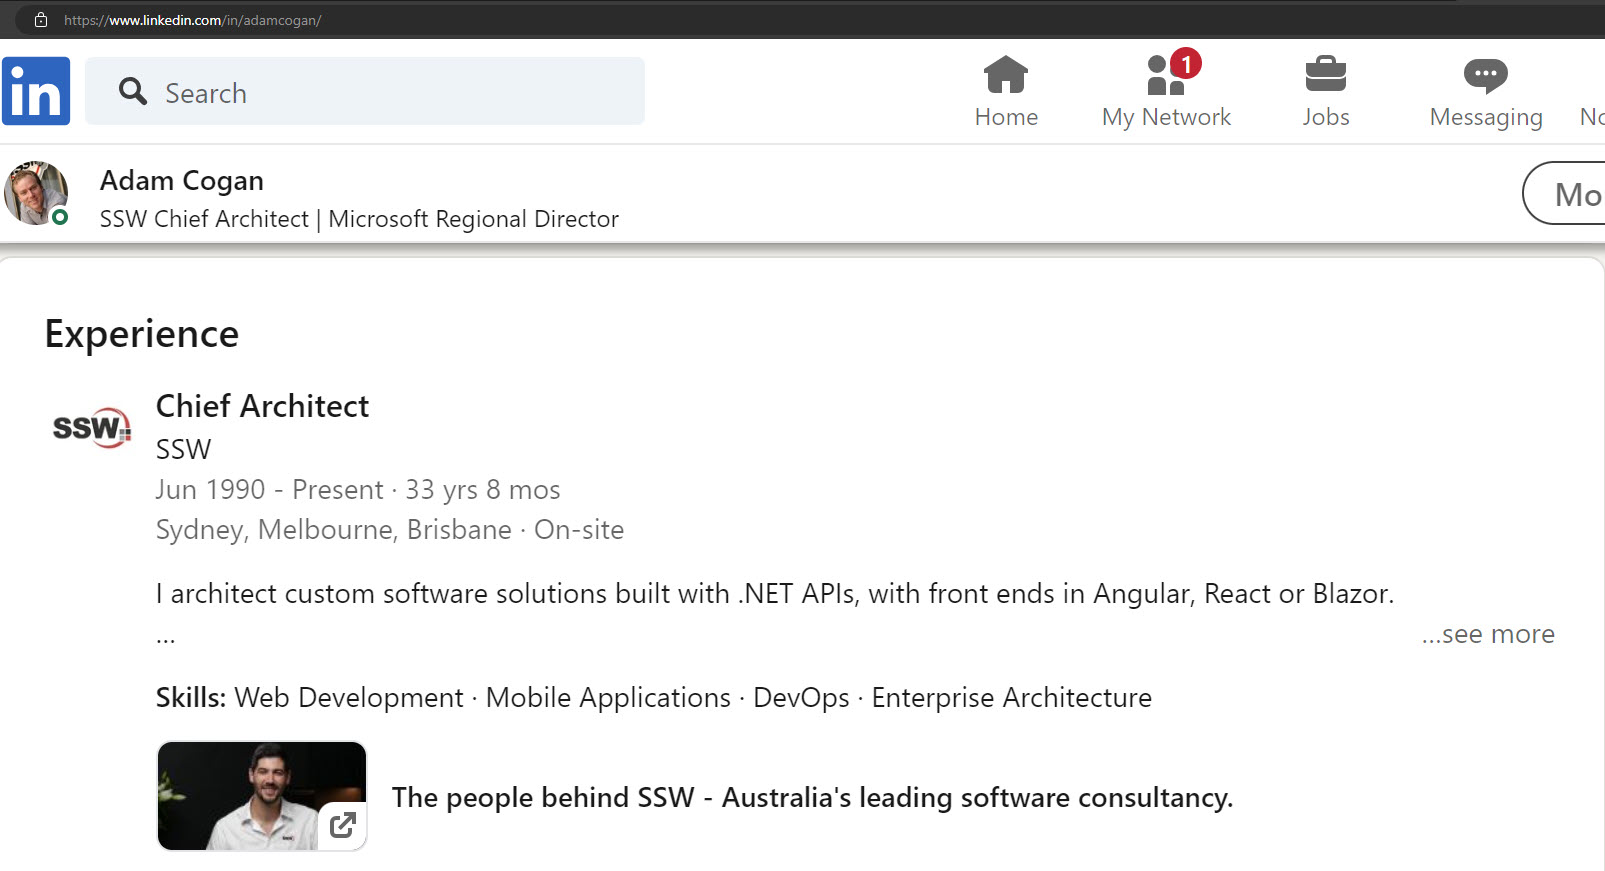 https://www.linkedin.com/in/adamcogan/
in
Search
Home
My Network
1
Jobs
Messaging
No
Adam Cogan
SSW Chief Architect | Microsoft Regional Director
Mo
Experience
SSW
Chief Architect
SSW
Jun 1990 - Present · 33 yrs 8 mos
Sydney, Melbourne, Brisbane · On-site
I architect custom software solutions built with .NET APIs, with front ends in Angular, React or Blazor.
...
...see more
Skills: Web Development · Mobile Applications · DevOps · Enterprise Architecture
The people behind SSW - Australia's leading software consultancy.